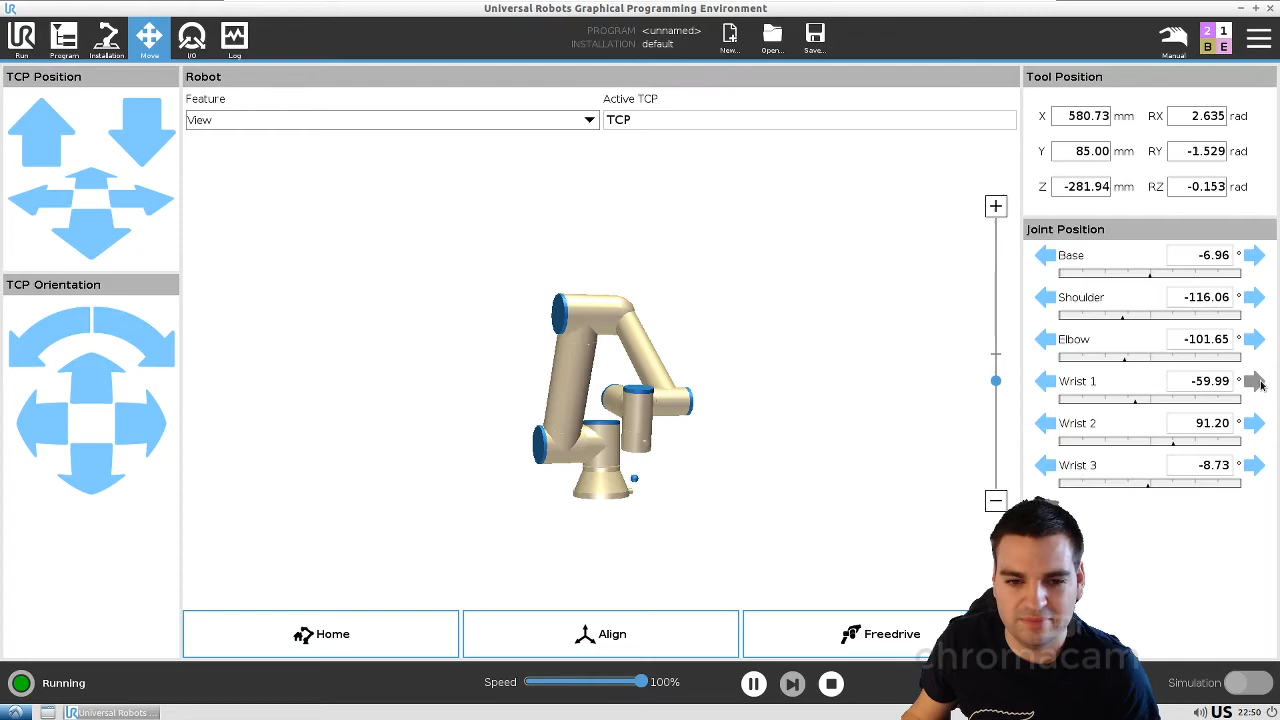 Universal Robots Graphical Programming Environment
Run
Program
Installation
Move
I/O
Log
PROGRAM <unnamed>
INSTALLATION default
New...
Open...
Save...
Manual
2 1
B E
TCP Position
Robot
Tool Position
Feature
Active TCP
View
TCP
X 580.73 mm RX 2.635 rad
Y 85.00 mm RY -1.529 rad
Z -281.94 mm RZ -0.153 rad
Joint Position
Base -6.96 °
Shoulder -116.06 °
Elbow -101.65 °
Wrist 1 -59.99 °
Wrist 2 91.20 °
Wrist 3 -8.73 °
TCP Orientation
Home
Align
Freedrive
chromacam
Running
Speed 100%
Simulation
Universal Robots ...
US 22:50